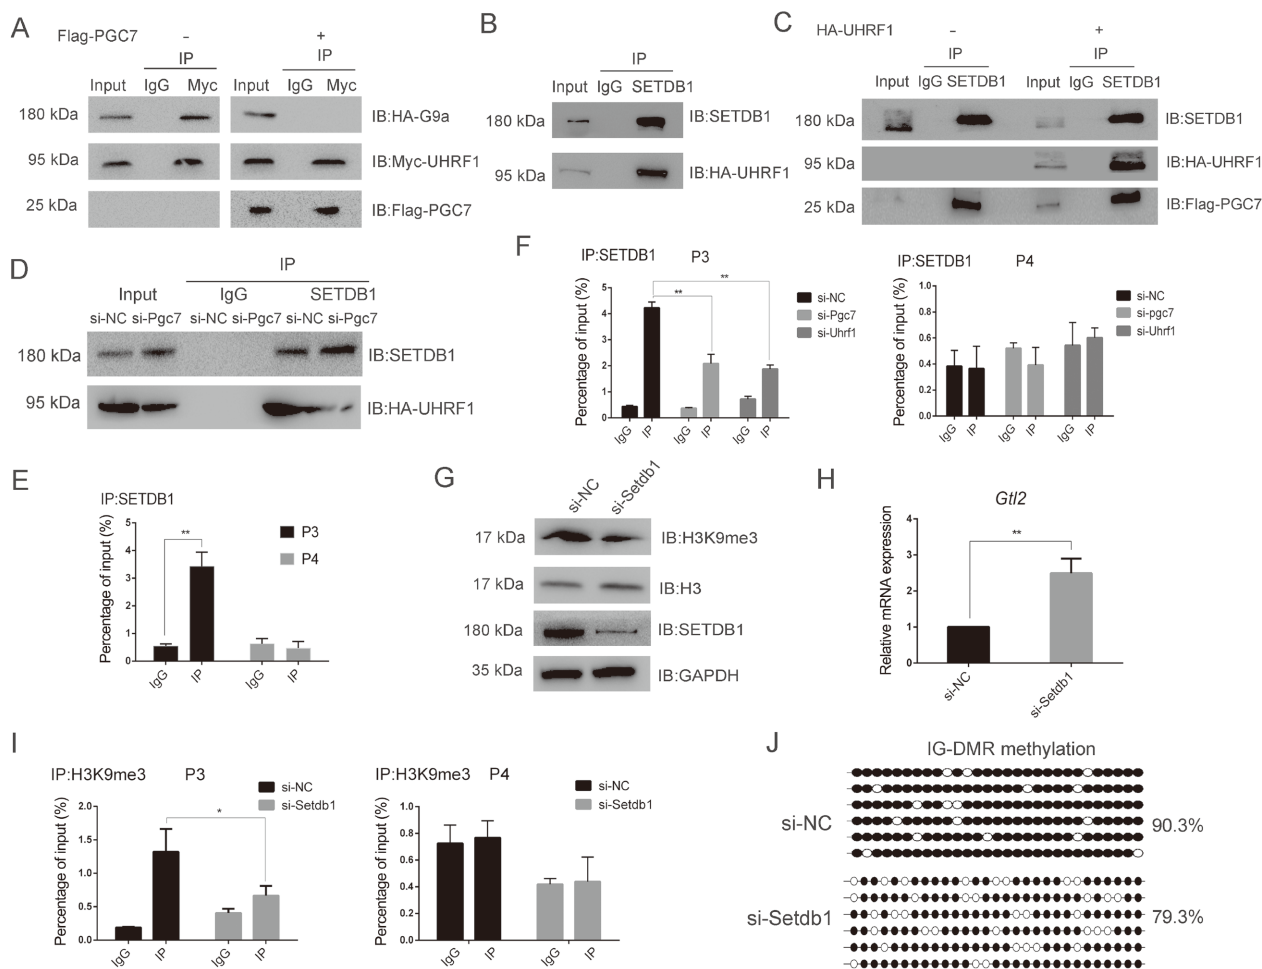 A
Flag-PGC7 - +
IP IP
Input IgG Myc Input IgG Myc
180 kDa IB:HA-G9a
95 kDa IB:Myc-UHRF1
25 kDa IB:Flag-PGC7
B
IP
Input IgG SETDB1
180 kDa IB:SETDB1
95 kDa IB:HA-UHRF1
C
HA-UHRF1 - +
IP IP
Input IgG SETDB1 Input IgG SETDB1
180 kDa IB:SETDB1
95 kDa IB:HA-UHRF1
25 kDa IB:Flag-PGC7
D
IP
Input IgG SETDB1
si-NC si-Pgc7 si-NC si-Pgc7 si-NC si-Pgc7
180 kDa IB:SETDB1
95 kDa IB:HA-UHRF1
F
IP:SETDB1 P3
Percentage of input (%)
5
4
3
2
1
0
** **
IgG IP IgG IP IgG IP
si-NC
si-Pgc7
si-Uhrf1
IP:SETDB1 P4
Percentage of input (%)
1.0
0.8
0.6
0.4
0.2
0.0
IgG IP IgG IP IgG IP
si-NC
si-pgc7
si-Uhrf1
E
IP:SETDB1
Percentage of input (%)
5
4
3
2
1
0
**
IgG IP IgG IP
P3
P4
G
si-NC si-Setdb1
17 kDa IB:H3K9me3
17 kDa IB:H3
180 kDa IB:SETDB1
35 kDa IB:GAPDH
H
Gtl2
Relative mRNA expression
4
3
2
1
0
**
si-NC si-Setdb1
I
IP:H3K9me3 P3
Percentage of input (%)
2.0
1.5
1.0
0.5
0.0
*
IgG IP IgG IP
si-NC
si-Setdb1
IP:H3K9me3 P4
Percentage of input (%)
1.0
0.8
0.6
0.4
0.2
0.0
IgG IP IgG IP
si-NC
si-Setdb1
J
IG-DMR methylation
si-NC 90.3%
si-Setdb1 79.3%